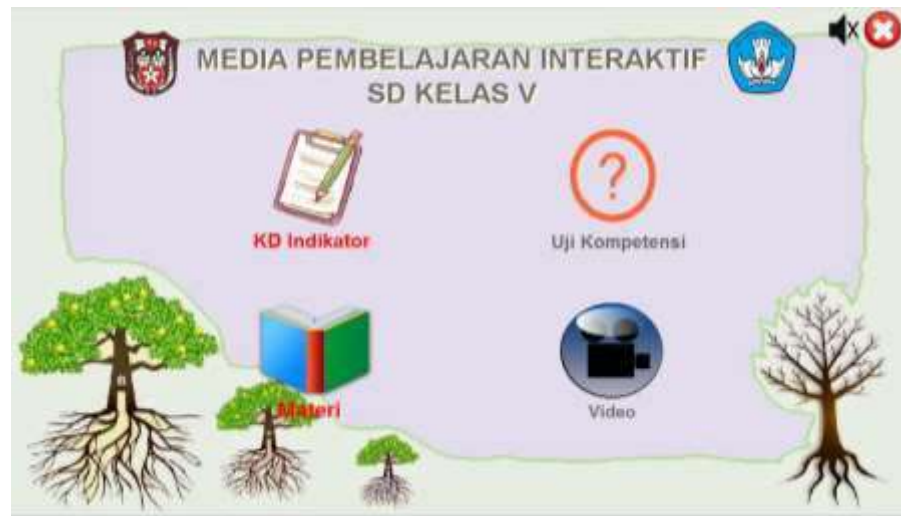 MEDIA PEMBELAJARAN INTERAKTIF
SD KELAS V
KD Indikator
Uji Kompetensi
Materi
Video